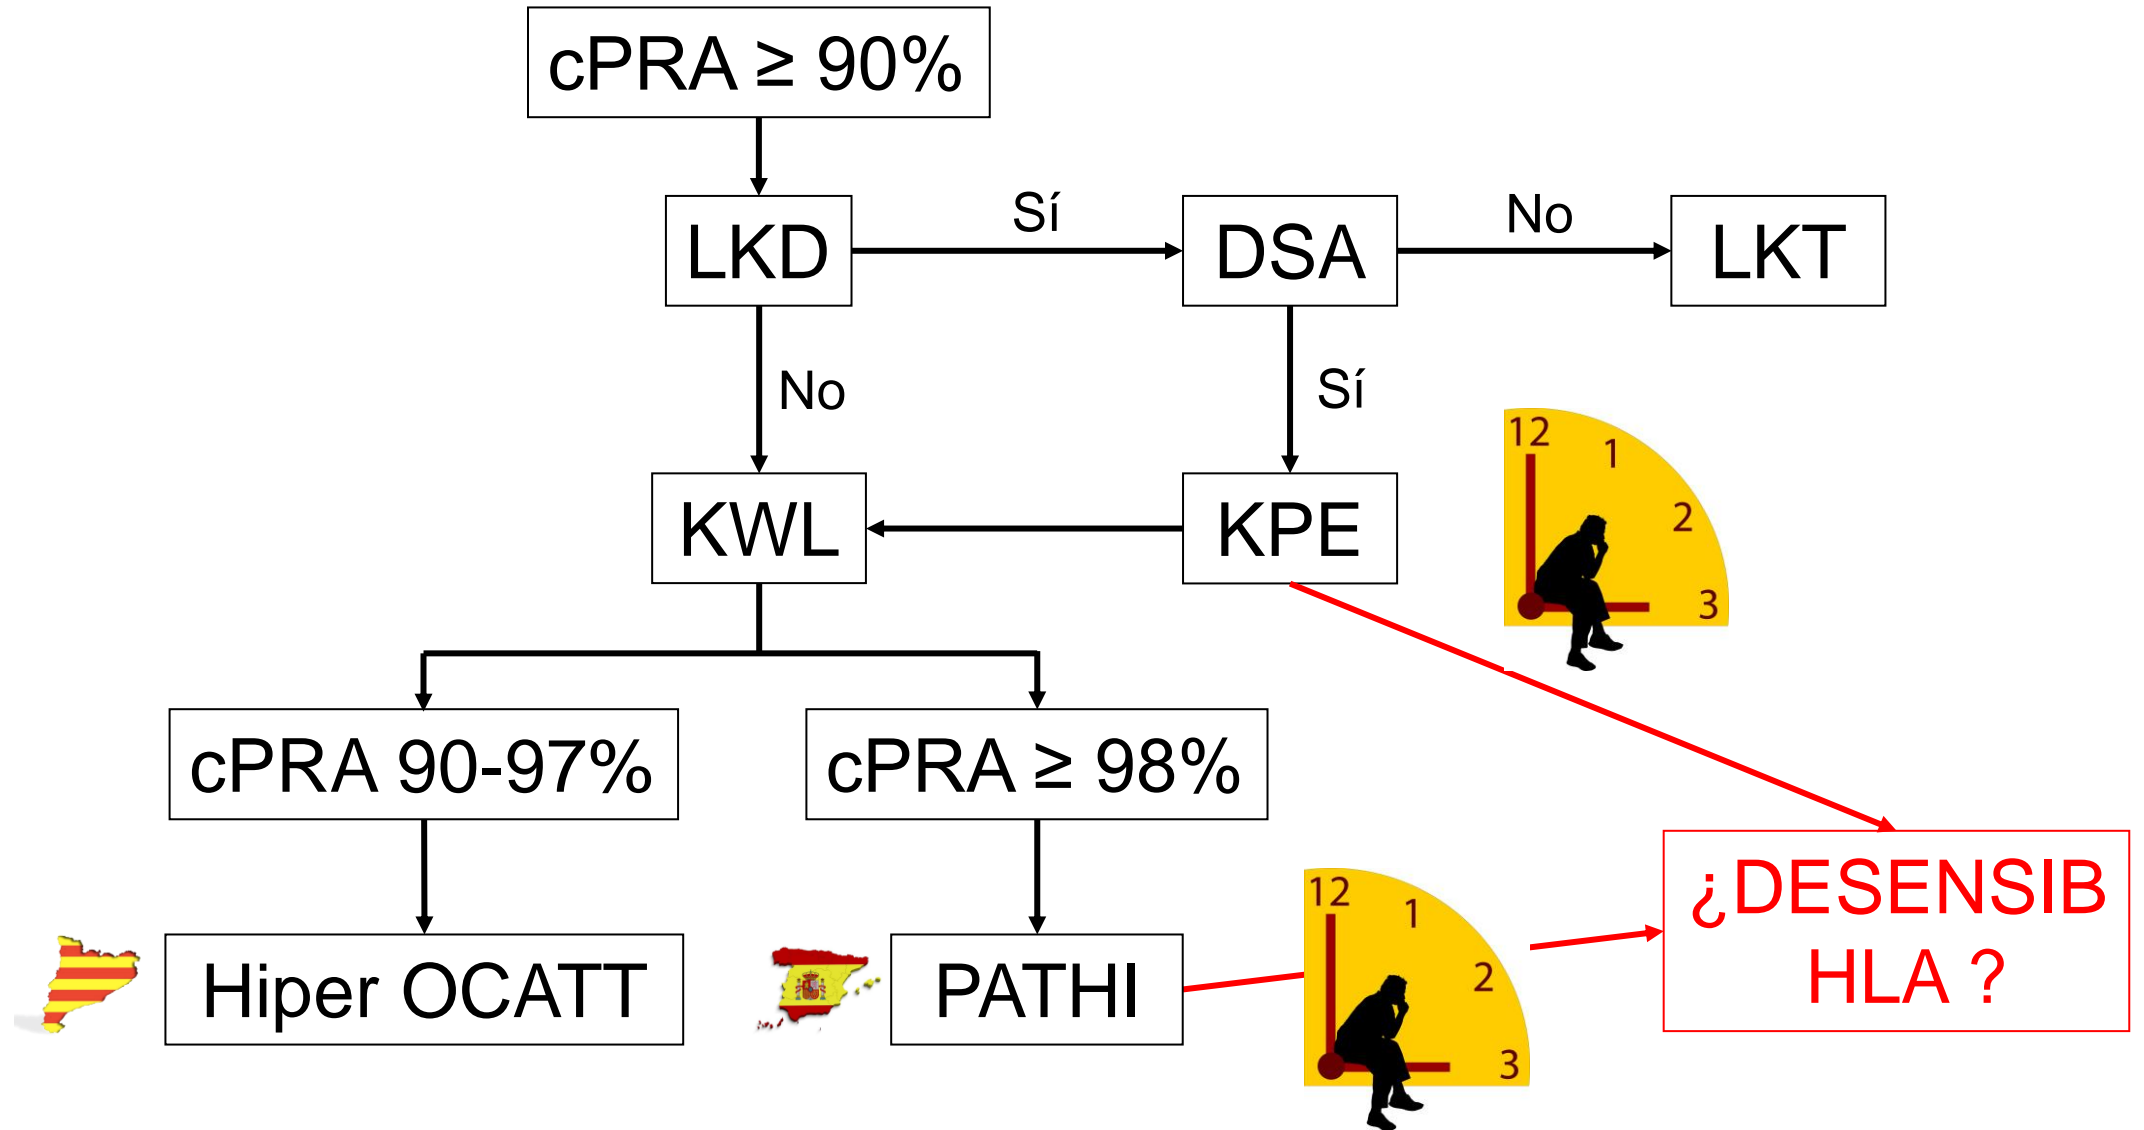 cPRA ≥ 90%
LKD
Sí
DSA
No
LKT
No
Sí
KWL
KPE
12
1
2
3
cPRA 90-97%
cPRA ≥ 98%
Hiper OCATT
PATHI
12
1
2
3
¿DESENSIB
HLA ?